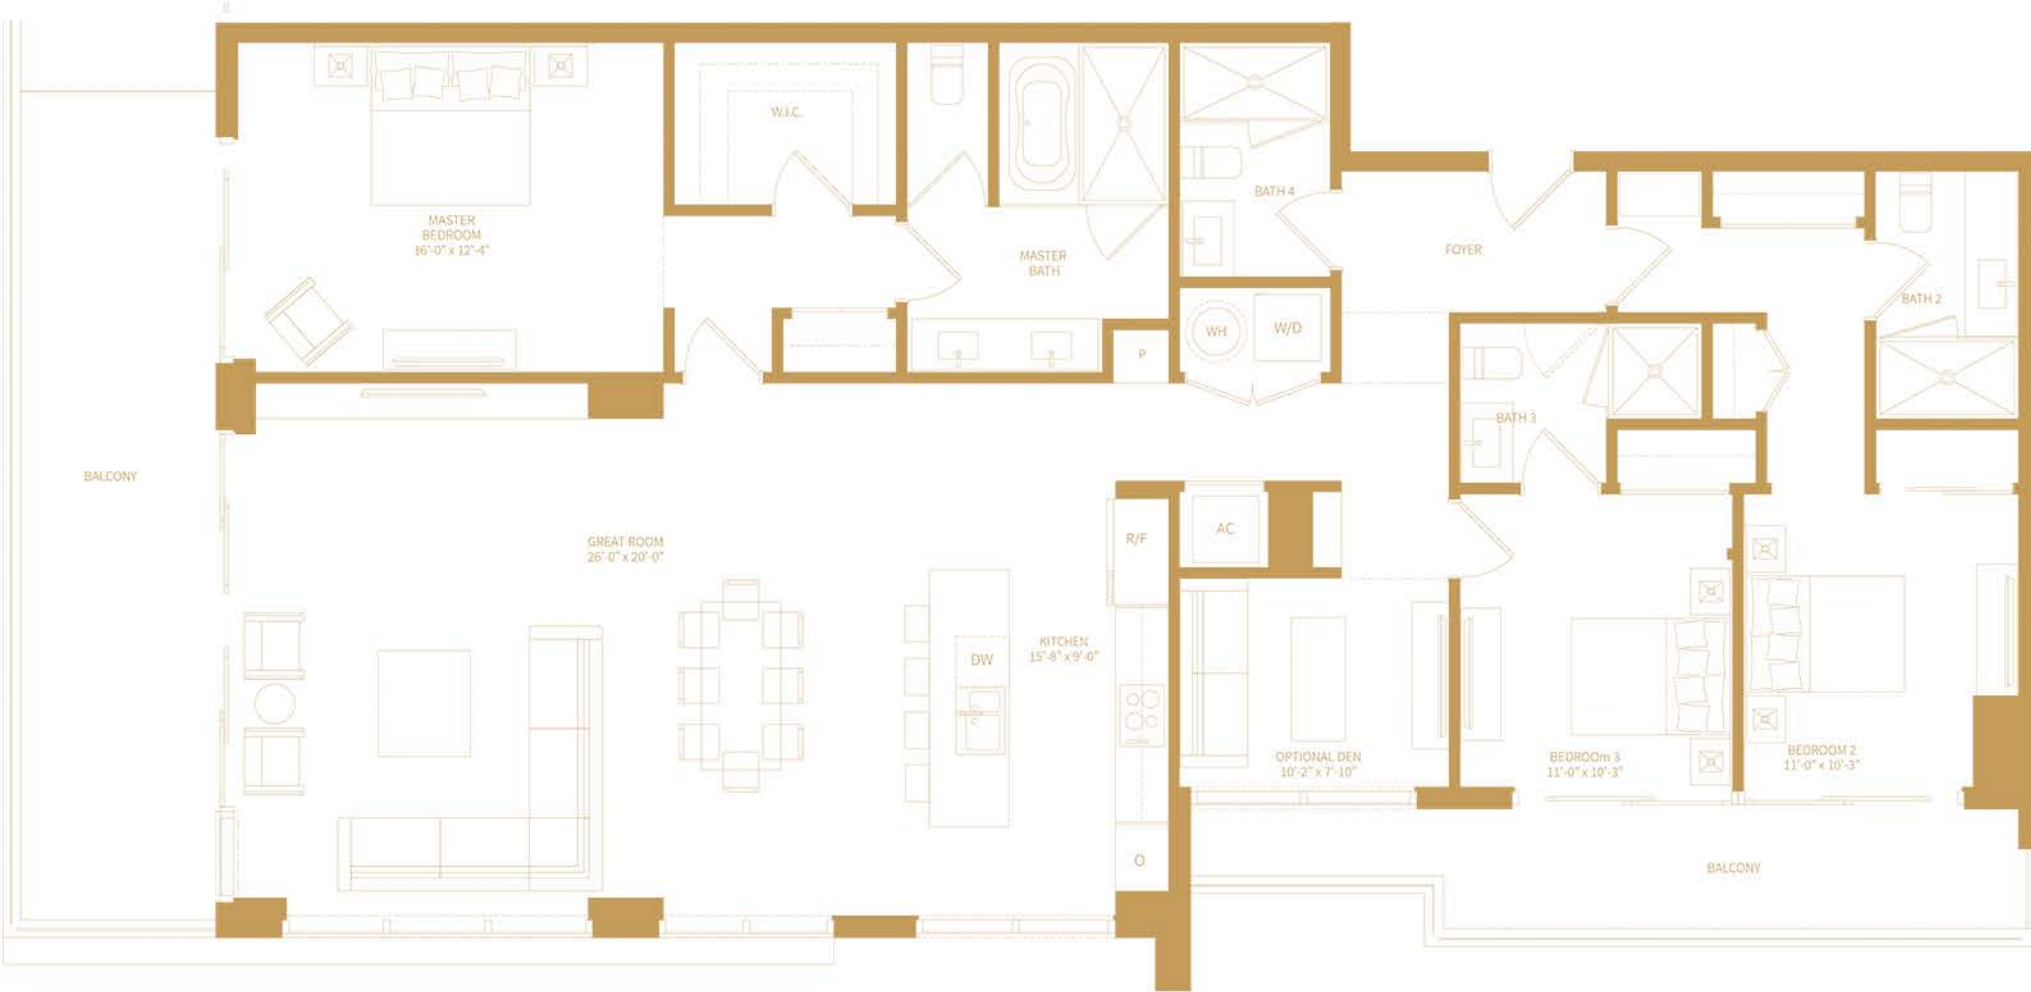 W.I.C.
MASTER
BEDROOM
16'-0" x 12'-4"
MASTER
BATH
BATH 4
FOYER
BATH 2
WH
W/D
P
BATH 3
BALCONY
GREAT ROOM
26'-0" x 20'-0"
R/F
AC
KITCHEN
15'-8" x 9'-0"
DW
O
OPTIONAL DEN
10'-2" x 7'-10"
BEDROOm 3
11'-0" x 10'-3"
BEDROOM 2
11'-0" x 10'-3"
BALCONY